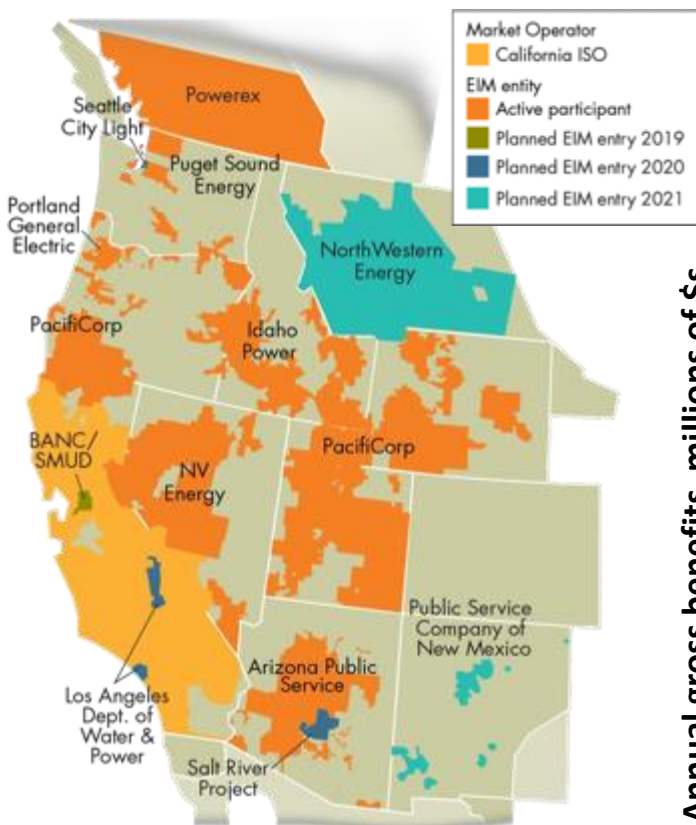 Market Operator
California ISO
EIM entity
Active participant
Planned EIM entry 2019
Planned EIM entry 2020
Planned EIM entry 2021
Powerex
Seattle
City Light
Puget Sound
Energy
Portland
General
Electric
NorthWestern
Energy
PacifiCorp
Idaho
Power
BANC/
SMUD
NV
Energy
PacifiCorp
Public Service
Company of
New Mexico
Arizona Public
Service
Los Angeles
Dept. of
Water &
Power
Salt River
Project
Annual gross benefits, millions of $s